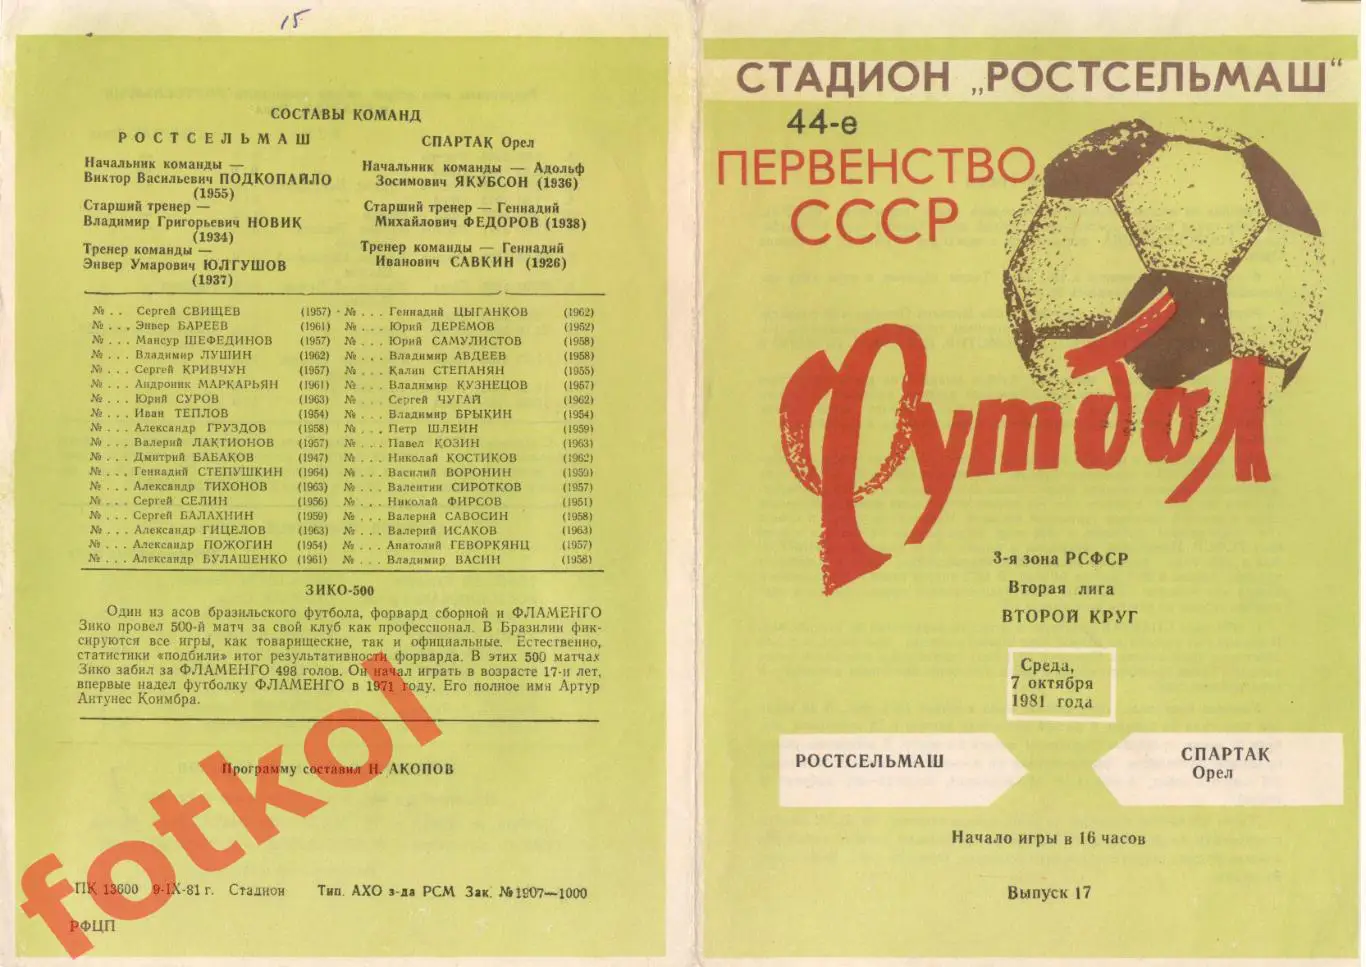 15
СОСТАВЫ КОМАНД
РОСТСЕЛЬМАШ
Начальник команды —
Виктор Васильевич ПОДКОПАЙЛО
(1955)
Старший тренер —
Владимир Григорьевич НОВИК
(1934)
Тренер команды —
Энвер Умарович ЮЛГУШОВ
(1937)
СПАРТАК Орел
Начальник команды — Адольф
Зосимович ЯКУБСОН (1936)
Старший тренер — Геннадий
Михайлович ФЕДОРОВ (1938)
Тренер команды — Геннадий
Иванович САВКИН (1926)
№ . . Сергей СВИЩЕВ (1957)
№ . . . Энвер БАРЕЕВ (1961)
№ . . . Мансур ШЕФЕДИНОВ (1957)
№ . . . Владимир ЛУШИН (1962)
№ . . . Сергей КРИВЧУН (1957)
№ . . . Андроник МАРКАРЬЯН (1961)
№ . . . Юрий СУРОВ (1963)
№ . . . Иван ТЕПЛОВ (1954)
№ . . . Александр ГРУЗДОВ (1958)
№ . . . Валерий ЛАКТИОНОВ (1957)
№ . . . Дмитрий БАБАКОВ (1947)
№ . . . Геннадий СТЕПУШКИН (1964)
№ . . . Александр ТИХОНОВ (1963)
№ . . . Сергей СЕЛИН (1956)
№ . . . Сергей БАЛАХНИН (1959)
№ . . . Александр ГИЦЕЛОВ (1963)
№ . . . Александр ПОЖОГИН (1954)
№ . . . Александр БУЛАШЕНКО (1961)
№ . . . Геннадий ЦЫГАНКОВ (1962)
№ . . . Юрий ДЕРЕМОВ (1952)
№ . . . Юрий САМУЛИСТОВ (1958)
№ . . . Владимир АВДЕЕВ (1958)
№ . . . Калин СТЕПАНЯН (1955)
№ . . . Владимир КУЗНЕЦОВ (1957)
№ . . . Сергей ЧУГАЙ (1962)
№ . . . Владимир БРЫКИН (1954)
№ . . . Петр ШЛЕИН (1959)
№ . . . Павел КОЗИН (1963)
№ . . . Николай КОСТИКОВ (1962)
№ . . . Василий ВОРОНИН (1959)
№ . . . Валентин СИРОТКОВ (1957)
№ . . . Николай ФИРСОВ (1951)
№ . . . Валерий САВОСИН (1958)
№ . . . Валерий ИСАКОВ (1963)
№ . . . Анатолий ГЕВОРКЯНЦ (1957)
№ . . . Владимир ВАСИН (1958)
ЗИКО-500
Один из асов бразильского футбола, форвард сборной и ФЛАМЕНГО
Зико провел 500-й матч за свой клуб как профессионал. В Бразилии фик-
сируются все игры, как товарищеские, так и официальные. Естественно,
статистики «подбили» итог результативности форварда. В этих 500 матчах
Зико забил за ФЛАМЕНГО 498 голов. Он начал играть в возрасте 17-и лет,
впервые надел футболку ФЛАМЕНГО в 1971 году. Его полное имя Артур
Антунес Коимбра.
Программу составил Н. АКОПОВ
ПК 13600 9-IX-81 г. Стадион Тип. АХО з-да РСМ Зак. № 1907—1000
РФЦП
fotkol
СТАДИОН „РОСТСЕЛЬМАШ“
44-е
ПЕРВЕНСТВО
СССР
Футбол
3-я зона РСФСР
Вторая лига
ВТОРОЙ КРУГ
Среда,
7 октября
1981 года
РОСТСЕЛЬМАШ
СПАРТАК
Орел
Начало игры в 16 часов
Выпуск 17